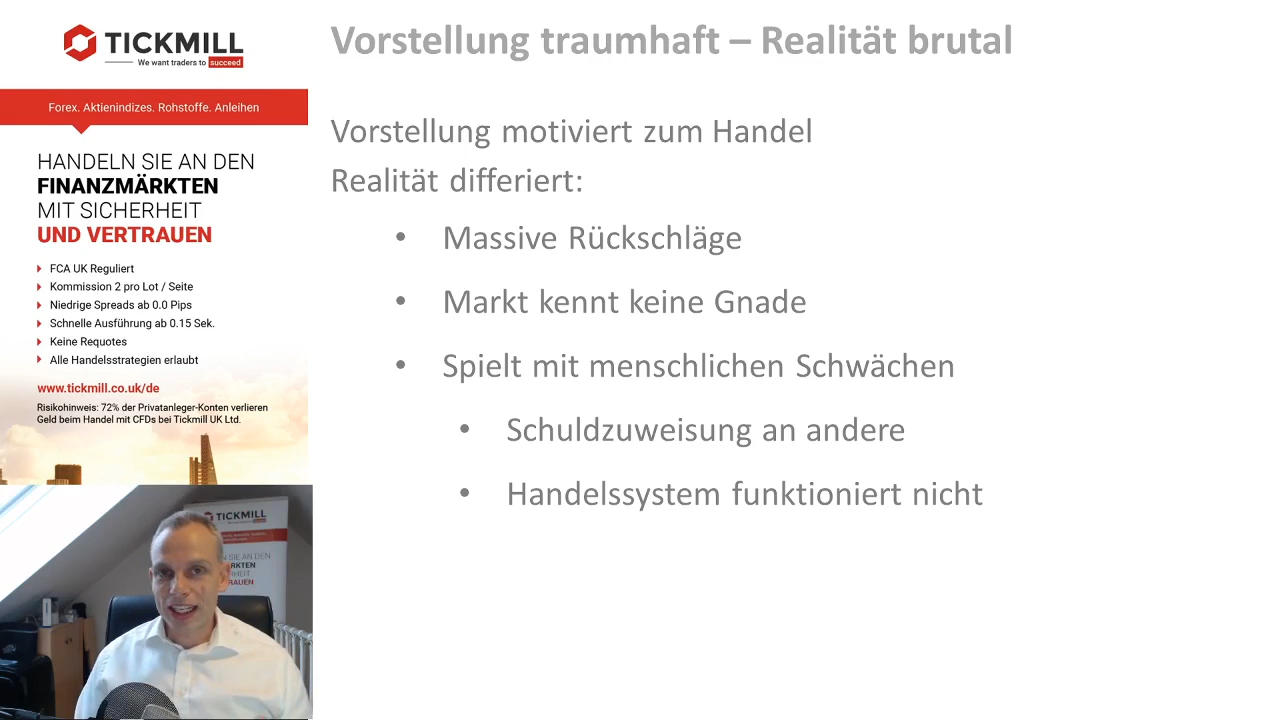 TICKMILL
We want traders to succeed
Forex. Aktienindizes. Rohstoffe. Anleihen
HANDELN SIE AN DEN
FINANZMÄRKTEN
MIT SICHERHEIT
UND VERTRAUEN
FCA UK Reguliert
Kommission 2 pro Lot / Seite
Niedrige Spreads ab 0.0 Pips
Schnelle Ausführung ab 0.15 Sek.
Keine Requotes
Alle Handelsstrategien erlaubt
www.tickmill.co.uk/de
Risikohinweis: 72% der Privatanleger-Konten verlieren
Geld beim Handel mit CFDs bei Tickmill UK Ltd.
Vorstellung traumhaft – Realität brutal
Vorstellung motiviert zum Handel
Realität differiert:
• Massive Rückschläge
• Markt kennt keine Gnade
• Spielt mit menschlichen Schwächen
• Schuldzuweisung an andere
• Handelssystem funktioniert nicht
TICKMILL